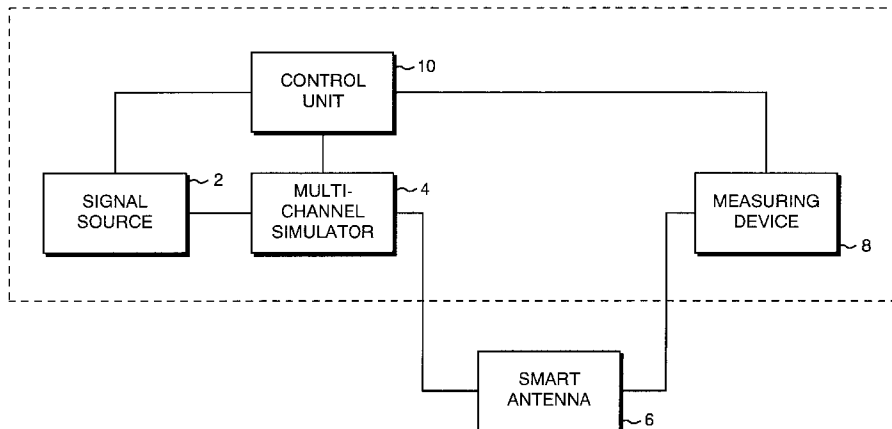 10
CONTROL
UNIT
2
SIGNAL
SOURCE
4
MULTI-
CHANNEL
SIMULATOR
MEASURING
DEVICE
8
SMART
ANTENNA
6